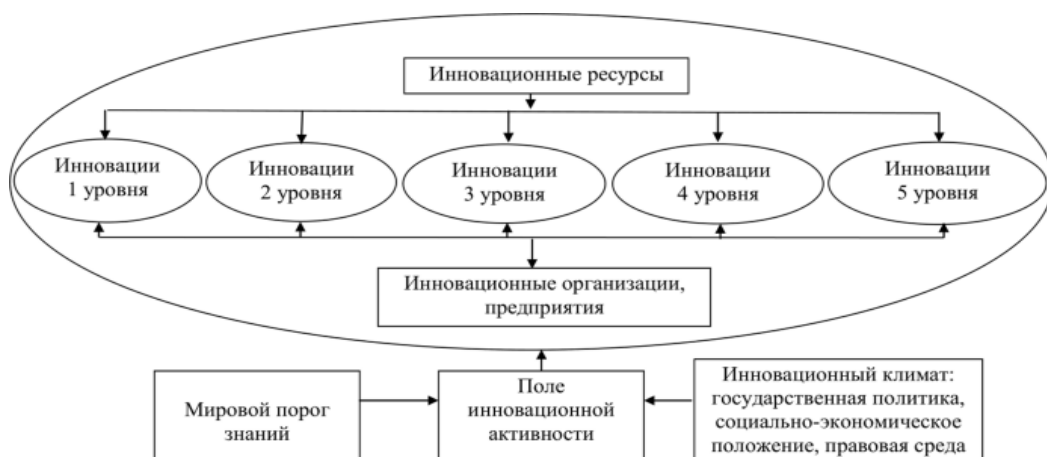 Инновационные ресурсы
Инновации
1 уровня
Инновации
2 уровня
Инновации
3 уровня
Инновации
4 уровня
Инновации
5 уровня
Инновационные организации,
предприятия
Мировой порог
знаний
Поле
инновационной
активности
Инновационный климат:
государственная политика,
социально-экономическое
положение, правовая среда